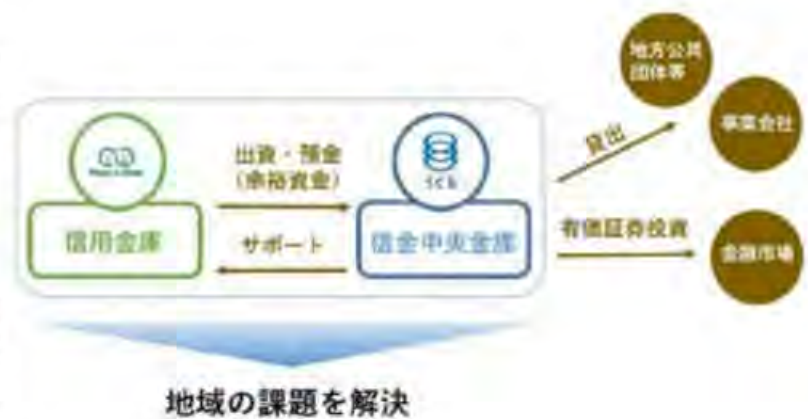 地方公共
団体等
事業会社
出資・預金
(余裕資金)
貸出
scb
信用金庫
サポート
信金中央金庫
有価証券投資
金融市場
地域の課題を解決